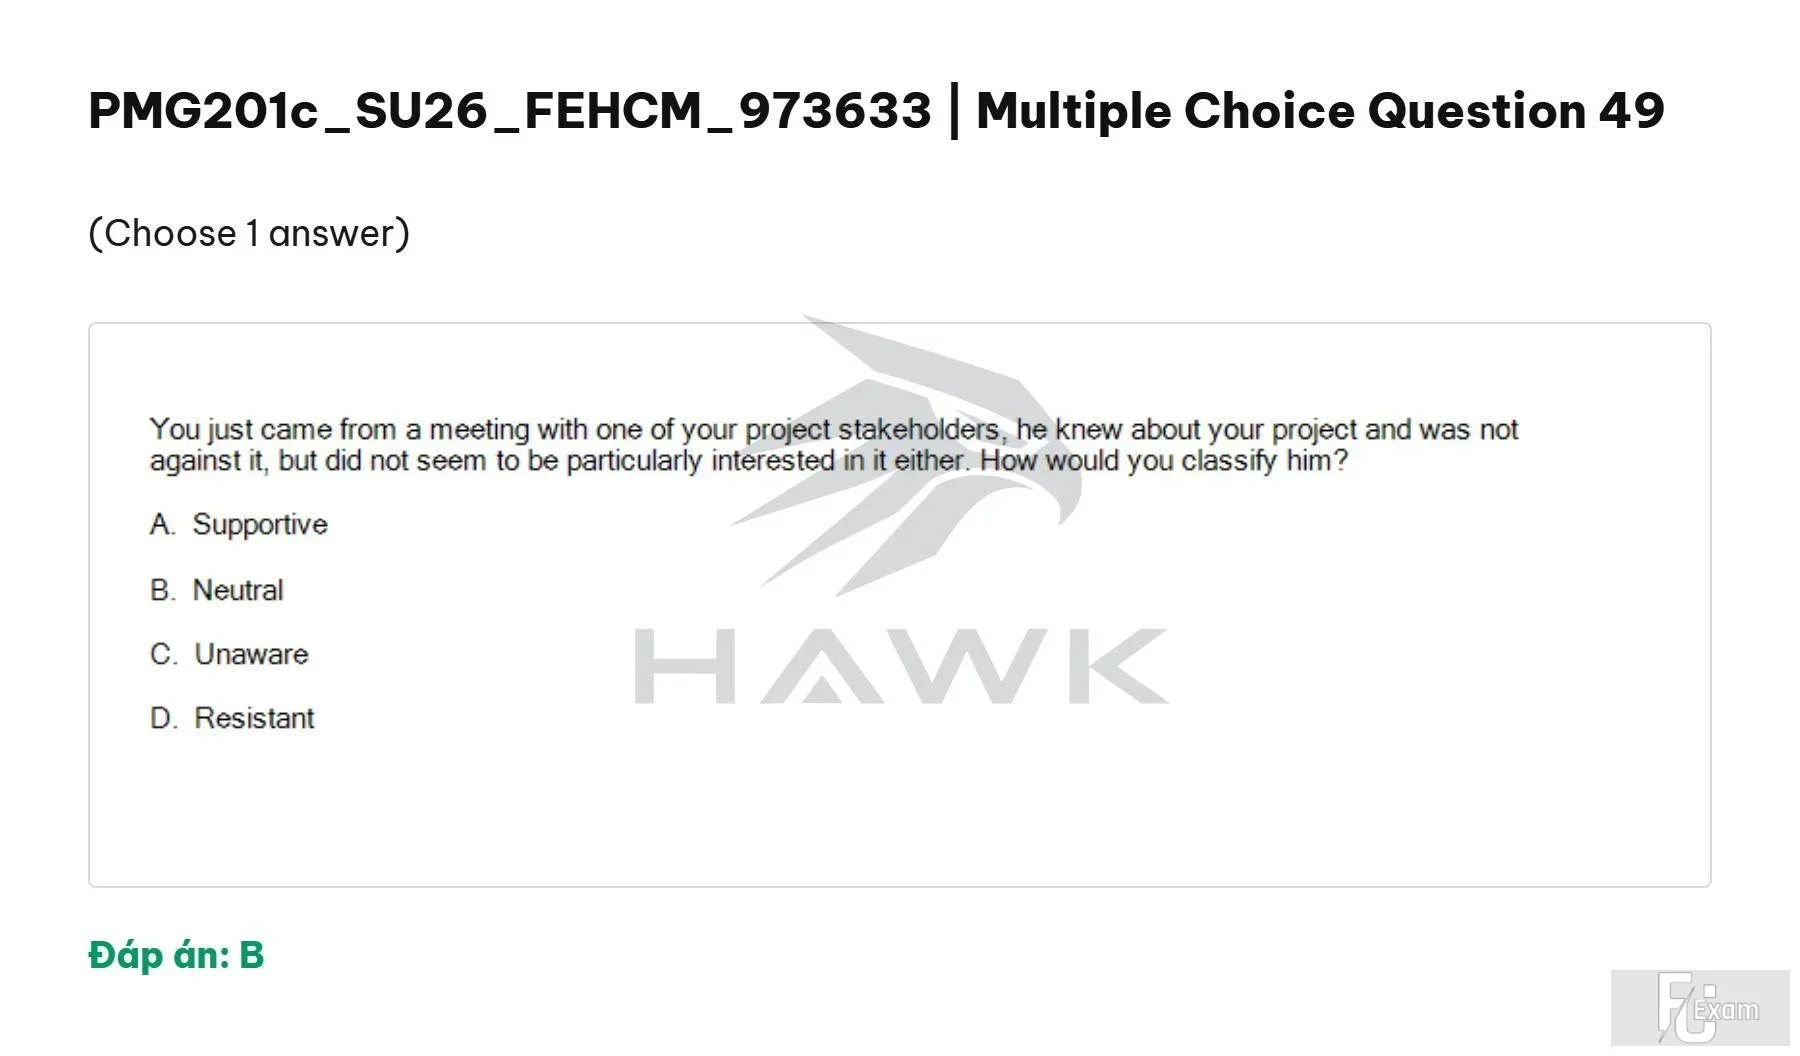 PMG201c_SU26_FEHCM_973633 | Multiple Choice Question 49
(Choose 1 answer)
You just came from a meeting with one of your project stakeholders, he knew about your project and was not
against it, but did not seem to be particularly interested in it either. How would you classify him?
A. Supportive
B. Neutral
C. Unaware
D. Resistant
HAWK
Đáp án: B
FU Exam